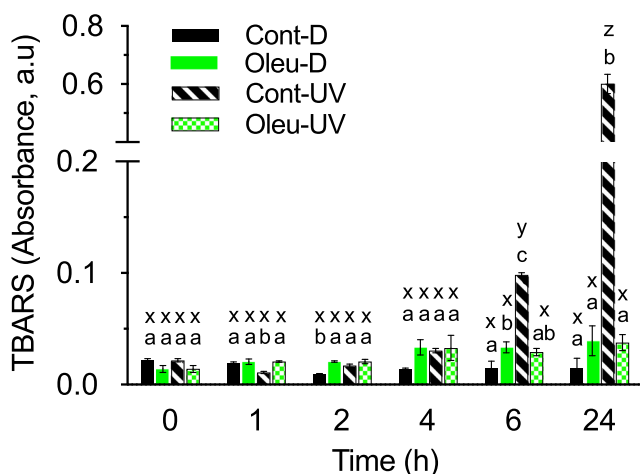 TBARS (Absorbance, a.u)
0.8
0.6
0.2
0.1
0.0
Cont-D
Oleu-D
Cont-UV
Oleu-UV
x x x x
a a a a
x x x x
a a b a
x x x x
b a a a
x x x x
a a a a
x x y x
a b c ab
x x z x
a a b a
0 1 2 4 6 24
Time (h)